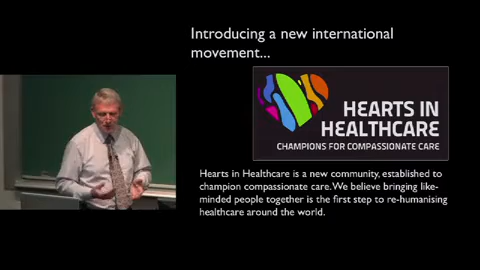 Introducing a new international
movement...
HEARTS IN
HEALTHCARE
CHAMPIONS FOR COMPASSIONATE CARE
Hearts in Healthcare is a new community, established to
champion compassionate care. We believe bringing like-
minded people together is the first step to re-humanising
healthcare around the world.